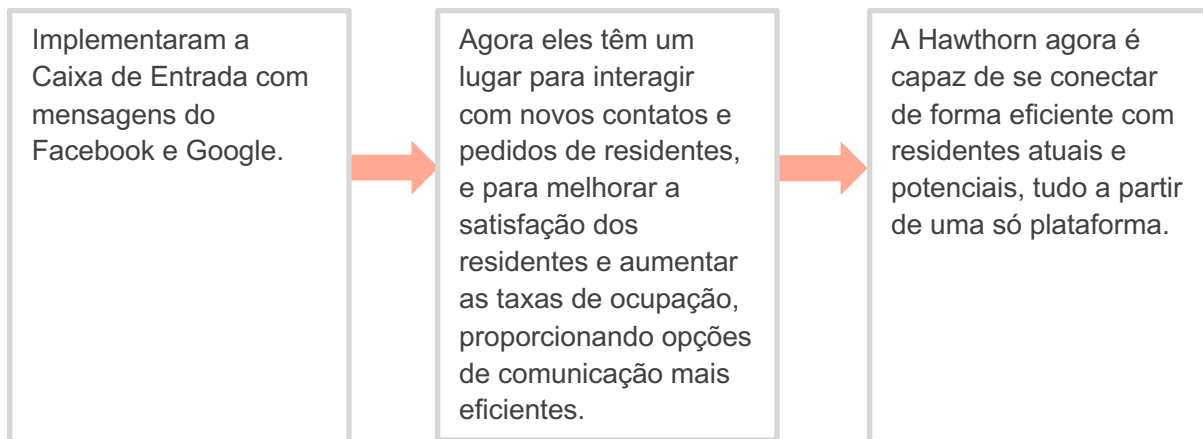 Implementaram a
Caixa de Entrada com
mensagens do
Facebook e Google.
Agora eles têm um
lugar para interagir
com novos contatos e
pedidos de residentes,
e para melhorar a
satisfação dos
residentes e aumentar
as taxas de ocupação,
proporcionando opções
de comunicação mais
eficientes.
A Hawthorn agora é
capaz de se conectar
de forma eficiente com
residentes atuais e
potenciais, tudo a partir
de uma só plataforma.